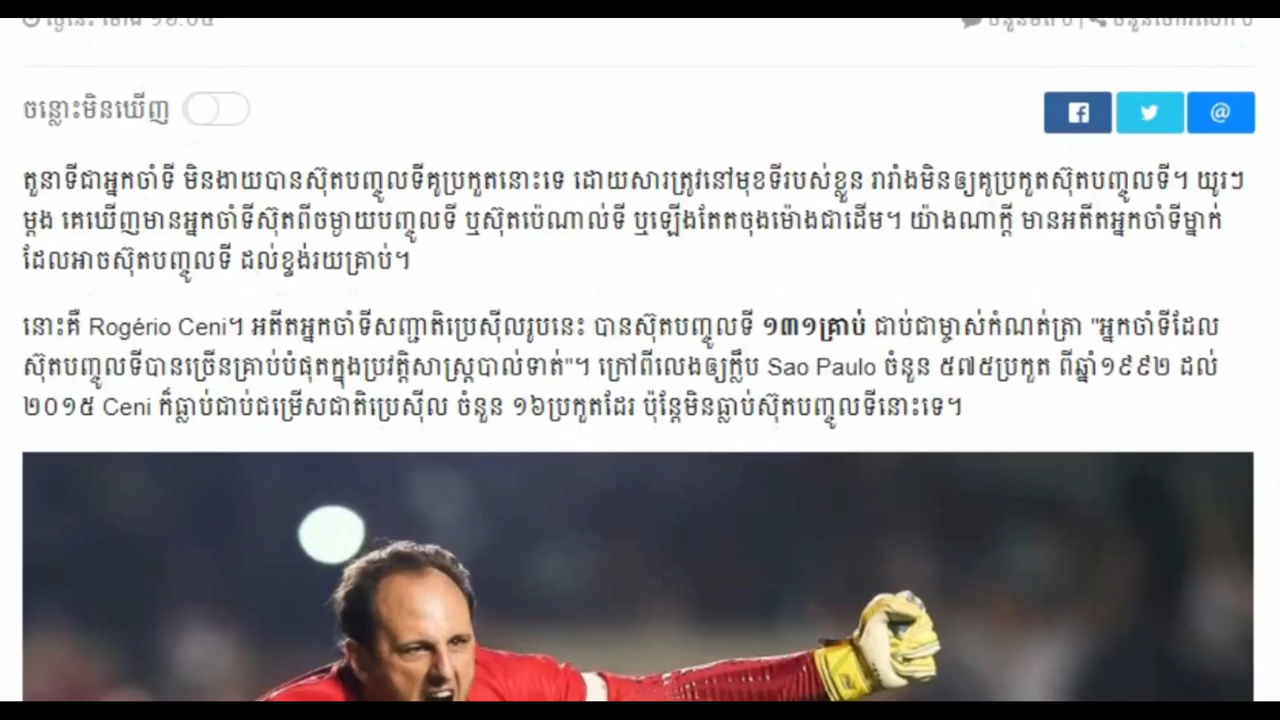 ថ្ងៃនេះ ម៉ោង ១៦:០៤
ចន្លោះមិនឃើញ
តួនាទីជាអ្នកចាំទី មិនងាយបានស៊ុតបញ្ចូលទីគូប្រកួតនោះទេ ដោយសារត្រូវនៅមុខទីរបស់ខ្លួន រារាំងមិនឲ្យគូប្រកួតស៊ុតបញ្ចូលទី។ យូរៗ
ម្ដង គេឃើញមានអ្នកចាំទីស៊ុតពីចម្ងាយបញ្ចូលទី ឬស៊ុតប៉េណាល់ទី ឬឡើងតែតចុងម៉ោងជាដើម។ យ៉ាងណាក្ដី មានអតីតអ្នកចាំទីម្នាក់
ដែលអាចស៊ុតបញ្ចូលទី ដល់ខ្ទង់រយគ្រាប់។
នោះគឺ Rogério Ceni។ អតីតអ្នកចាំទីសញ្ជាតិប្រេស៊ីលរូបនេះ បានស៊ុតបញ្ចូលទី ១៣១គ្រាប់ ជាប់ជាម្ចាស់កំណត់ត្រា "អ្នកចាំទីដែល
ស៊ុតបញ្ចូលទីបានច្រើនគ្រាប់បំផុតក្នុងប្រវត្តិសាស្ត្របាល់ទាត់"។ ក្រៅពីលេងឲ្យក្លឹប Sao Paulo ចំនួន ៥៧៥ប្រកួត ពីឆ្នាំ១៩៩២ ដល់
២០១៥ Ceni ក៏ធ្លាប់ជាប់ជម្រើសជាតិប្រេស៊ីល ចំនួន ១៦ប្រកួតដែរ ប៉ុន្តែមិនធ្លាប់ស៊ុតបញ្ចូលទីនោះទេ។